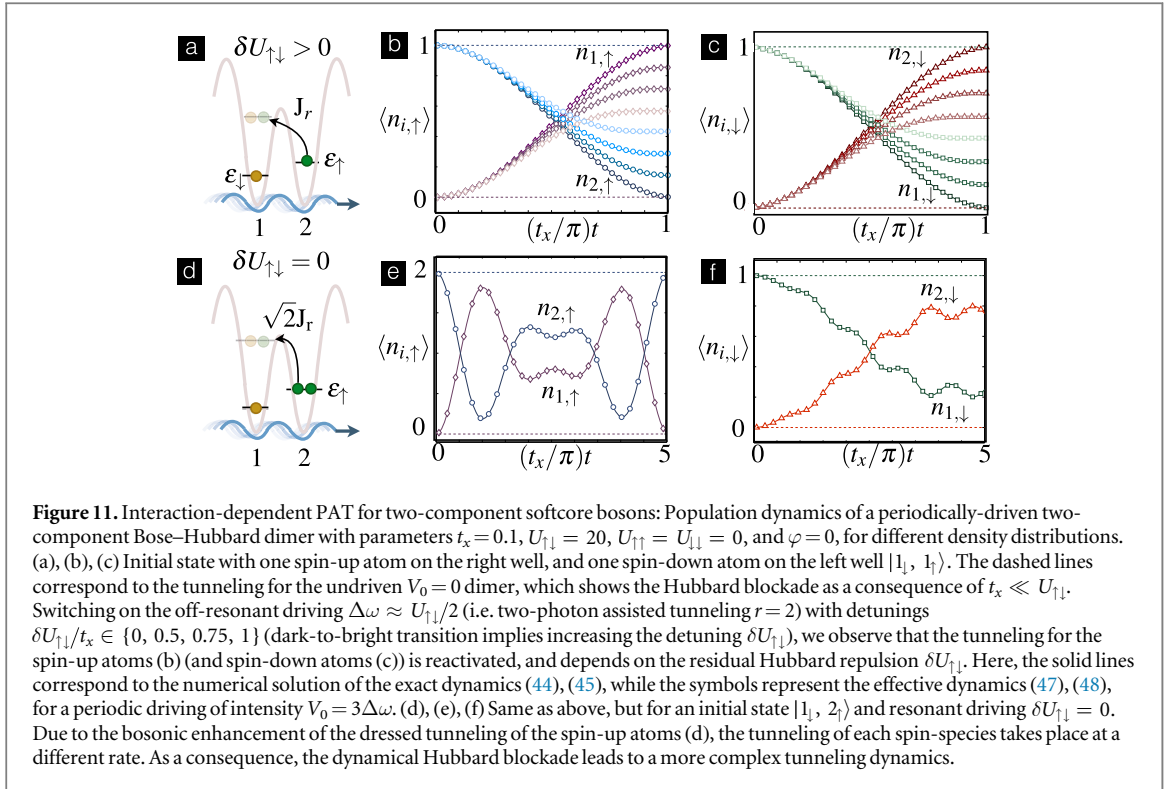 a
δU↑↓ > 0
J_r
ε↓
ε↑
1 2
b
1
⟨n_{i,↑}⟩
0
n_{1,↑}
n_{2,↑}
0 (t_x/π)t 1
c
1
⟨n_{i,↓}⟩
0
n_{2,↓}
n_{1,↓}
0 (t_x/π)t 1
d
δU↑↓ = 0
√2J_r
ε↑
1 2
e
2
⟨n_{i,↑}⟩
0
n_{2,↑}
n_{1,↑}
0 (t_x/π)t 5
f
1
⟨n_{i,↓}⟩
0
n_{2,↓}
n_{1,↓}
0 (t_x/π)t 5
Figure 11. Interaction-dependent PAT for two-component softcore bosons: Population dynamics of a periodically-driven two-
component Bose–Hubbard dimer with parameters t_x = 0.1, U↑↓ = 20, U↑↑ = U↓↓ = 0, and φ = 0, for different density distributions.
(a), (b), (c) Initial state with one spin-up atom on the right well, and one spin-down atom on the left well |1↓, 1↑⟩. The dashed lines
correspond to the tunneling for the undriven V₀ = 0 dimer, which shows the Hubbard blockade as a consequence of t_x ≪ U↑↓.
Switching on the off-resonant driving Δω ≈ U↑↓/2 (i.e. two-photon assisted tunneling r = 2) with detunings
δU↑↓/t_x ∈ {0, 0.5, 0.75, 1} (dark-to-bright transition implies increasing the detuning δU↑↓), we observe that the tunneling for the
spin-up atoms (b) (and spin-down atoms (c)) is reactivated, and depends on the residual Hubbard repulsion δU↑↓. Here, the solid lines
correspond to the numerical solution of the exact dynamics (44), (45), while the symbols represent the effective dynamics (47), (48),
for a periodic driving of intensity V₀ = 3Δω. (d), (e), (f) Same as above, but for an initial state |1↓, 2↑⟩ and resonant driving δU↑↓ = 0.
Due to the bosonic enhancement of the dressed tunneling of the spin-up atoms (d), the tunneling of each spin-species takes place at a
different rate. As a consequence, the dynamical Hubbard blockade leads to a more complex tunneling dynamics.